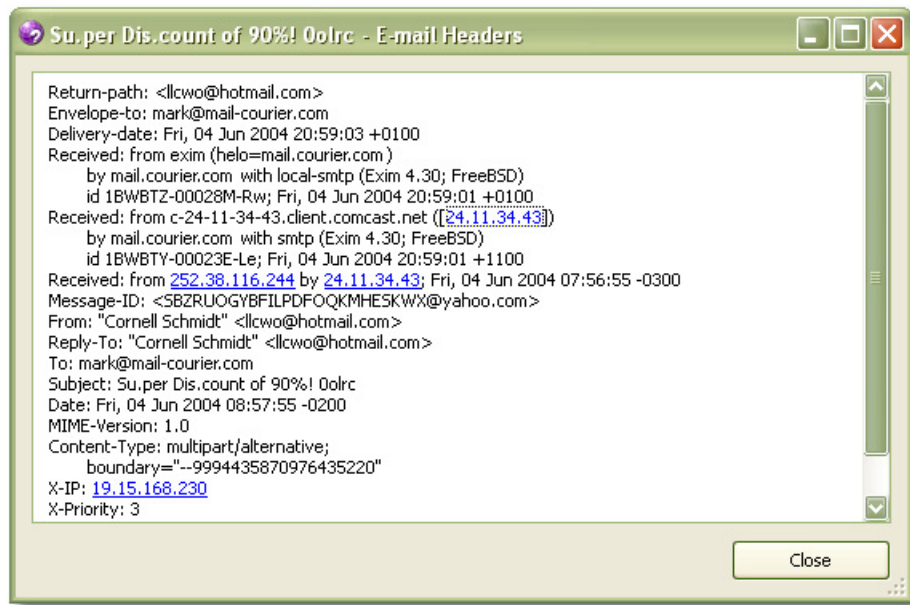 Su.per Dis.count of 90%! 0olrc - E-mail Headers
Return-path: <llcwo@hotmail.com>
Envelope-to: mark@mail-courier.com
Delivery-date: Fri, 04 Jun 2004 20:59:03 +0100
Received: from exim (helo=mail.courier.com )
by mail.courier.com with local-smtp (Exim 4.30; FreeBSD)
id 1BWBTZ-00028M-Rw; Fri, 04 Jun 2004 20:59:01 +0100
Received: from c-24-11-34-43.client.comcast.net ([24.11.34.43])
by mail.courier.com with smtp (Exim 4.30; FreeBSD)
id 1BWBTY-00023E-Le; Fri, 04 Jun 2004 20:59:01 +1100
Received: from 252.38.116.244 by 24.11.34.43; Fri, 04 Jun 2004 07:56:55 -0300
Message-ID: <SBZRUOGYBFILPDFOQKMHESKWX@yahoo.com>
From: "Cornell Schmidt" <llcwo@hotmail.com>
Reply-To: "Cornell Schmidt" <llcwo@hotmail.com>
To: mark@mail-courier.com
Subject: Su.per Dis.count of 90%! 0olrc
Date: Fri, 04 Jun 2004 08:57:55 -0200
MIME-Version: 1.0
Content-Type: multipart/alternative;
boundary="--9994435870976435220"
X-IP: 19.15.168.230
X-Priority: 3
Close